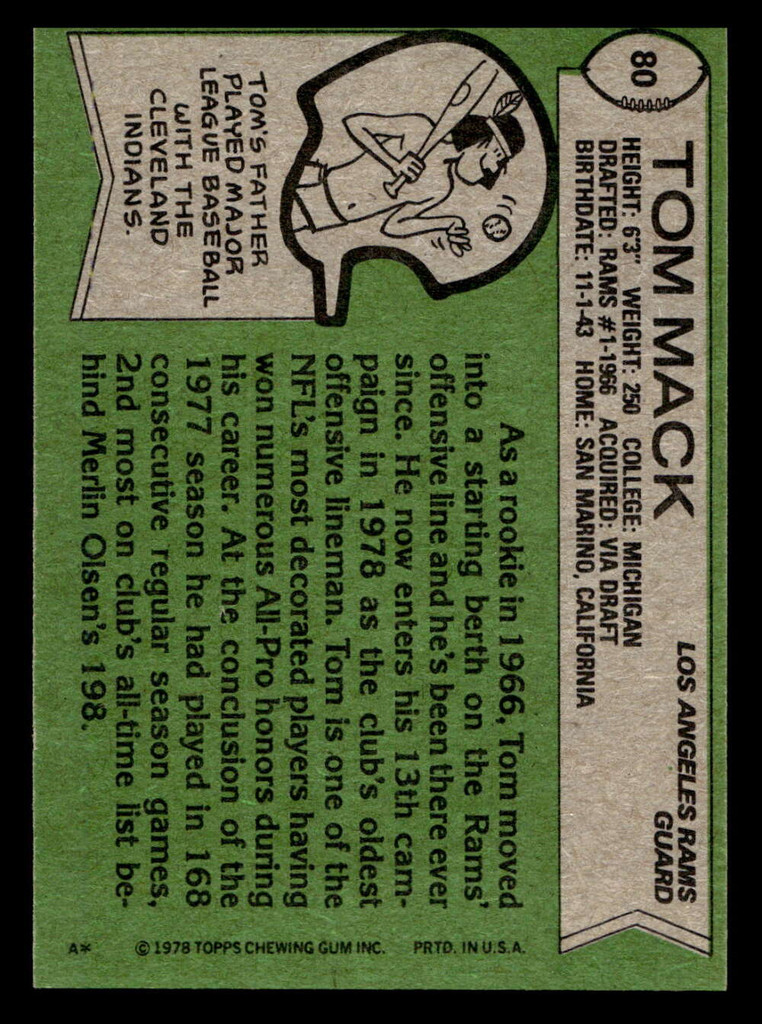 80
TOM MACK
LOS ANGELES RAMS
GUARD
HEIGHT: 6'3" WEIGHT: 250 COLLEGE: MICHIGAN
DRAFTED: RAMS #1-1966 ACQUIRED: VIA DRAFT
BIRTHDATE: 11-1-43 HOME: SAN MARINO, CALIFORNIA
TOM'S FATHER
PLAYED MAJOR
LEAGUE BASEBALL
WITH THE
CLEVELAND
INDIANS.
As a rookie in 1966, Tom moved
into a starting berth on the Rams'
offensive line and he's been there ever
since. He now enters his 13th cam-
paign in 1978 as the club's oldest
offensive lineman. Tom is one of the
NFL's most decorated players having
won numerous All-Pro honors during
his career. At the conclusion of the
1977 season he had played in 168
consecutive regular season games,
2nd most on club's all-time list be-
hind Merlin Olsen's 198.
A* © 1978 TOPPS CHEWING GUM INC. PRTD. IN U.S.A.